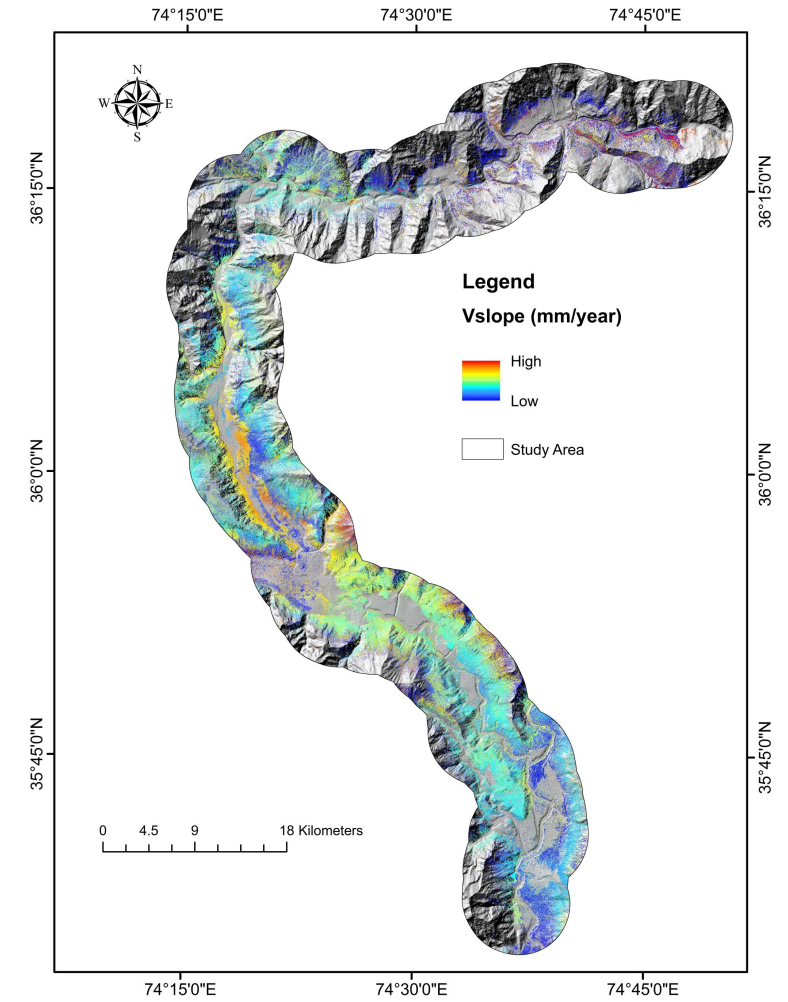 74°15'0"E 74°30'0"E 74°45'0"E
N
W E
S
36°15'0"N 36°15'0"N
Legend
Vslope (mm/year)
High
Low
Study Area
36°0'0"N 36°0'0"N
35°45'0"N 35°45'0"N
0 4.5 9 18 Kilometers
74°15'0"E 74°30'0"E 74°45'0"E